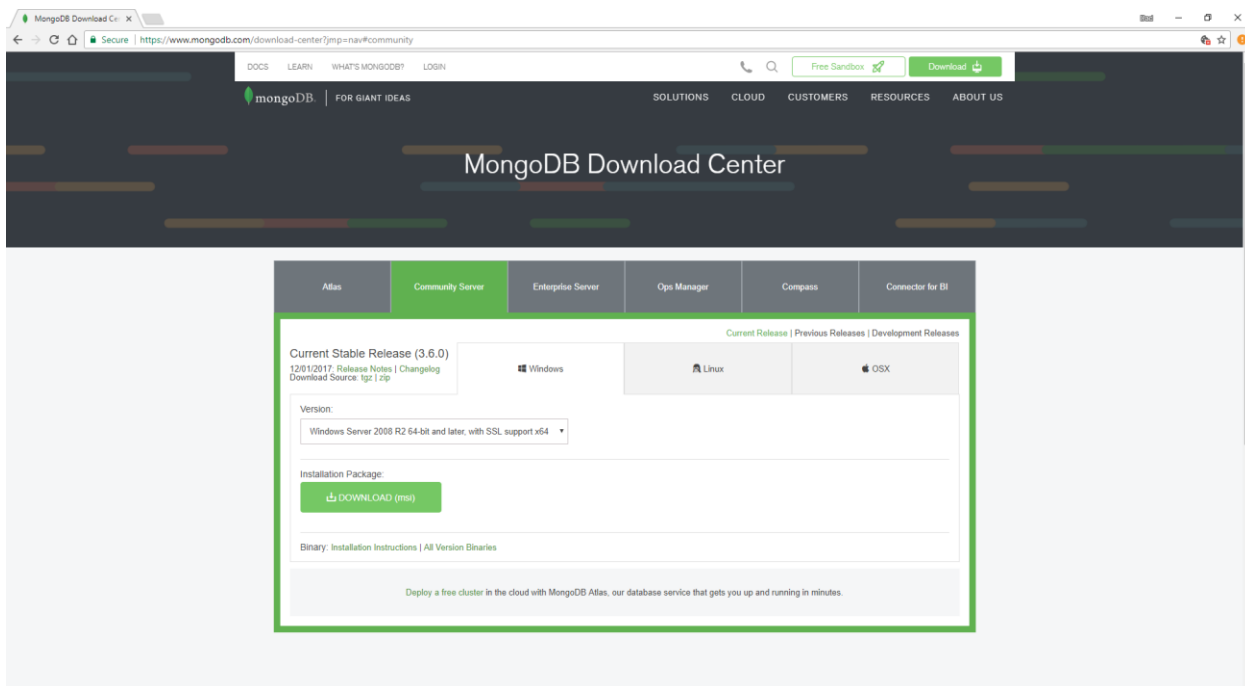 MongoDB Download Ce
Secure | https://www.mongodb.com/download-center?jmp=nav#community
DOCS LEARN WHAT'S MONGODB? LOGIN Free Sandbox Download
mongoDB. FOR GIANT IDEAS SOLUTIONS CLOUD CUSTOMERS RESOURCES ABOUT US
MongoDB Download Center
Atlas Community Server Enterprise Server Ops Manager Compass Connector for BI
Current Release | Previous Releases | Development Releases
Current Stable Release (3.6.0)
12/01/2017: Release Notes | Changelog
Download Source: tgz | zip
Windows Linux OSX
Version:
Windows Server 2008 R2 64-bit and later, with SSL support x64
Installation Package:
DOWNLOAD (msi)
Binary: Installation Instructions | All Version Binaries
Deploy a free cluster in the cloud with MongoDB Atlas, our database service that gets you up and running in minutes.